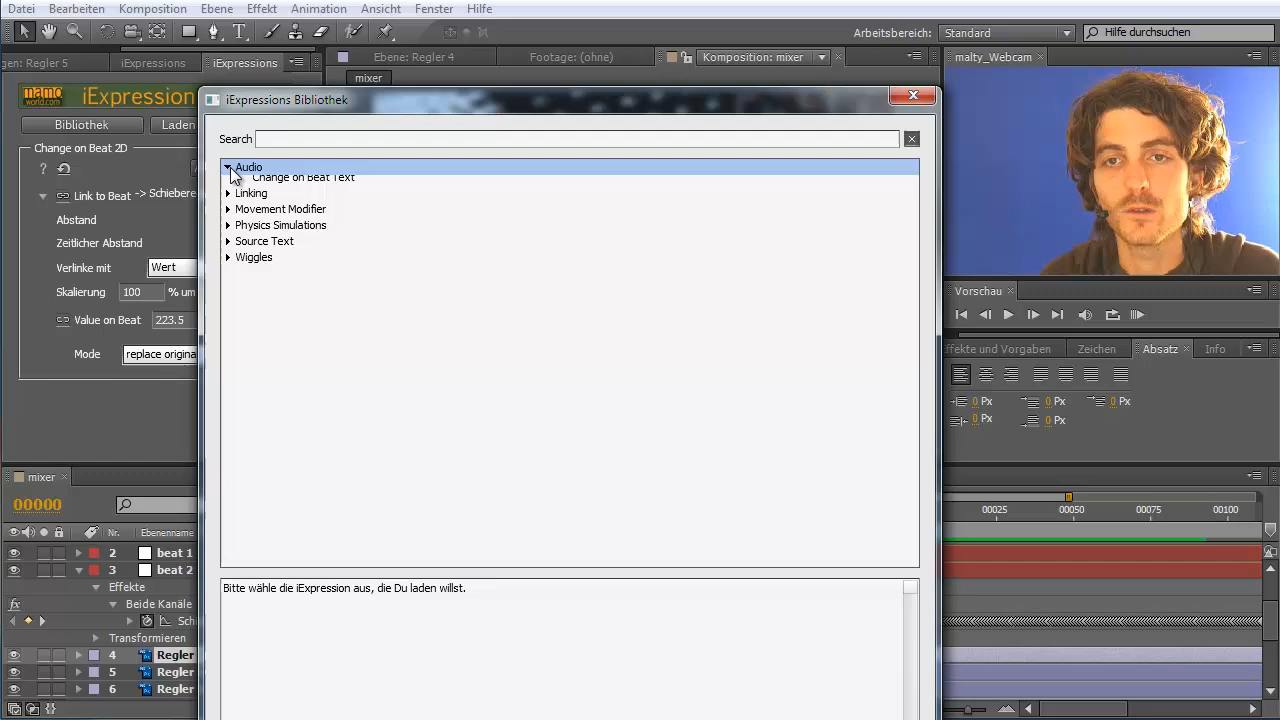 Datei Bearbeiten Komposition Ebene Effekt Animation Ansicht Fenster Hilfe
Arbeitsbereich: Standard Hilfe durchsuchen
gen: Regler 5 iExpressions iExpressions Ebene: Regler 4 Footage: (ohne) Komposition: mixer malty_Webcam
mixer
mamo world.com iExpression
iExpressions Bibliothek
Bibliothek Laden
Search
Change on Beat 2D
Audio
Change on Beat Text
Linking
Movement Modifier
Physics Simulations
Source Text
Wiggles
Link to Beat -> Schiebere
Abstand
Zeitlicher Abstand
Verlinke mit Wert
Skalierung 100 % um
Value on Beat 223.5
Mode replace origina
Vorschau
ffekte und Vorgaben Zeichen Absatz Info
0 Px 0 Px 0 Px
0 Px 0 Px
mixer
00000
00025 00050 00075 00100
Nr. Ebenenname
2 beat 1
3 beat 2
Effekte
fx Beide Kanäle
Schi
Transformieren
4 Regler
5 Regler
6 Regler
Bitte wähle die iExpression aus, die Du laden willst.